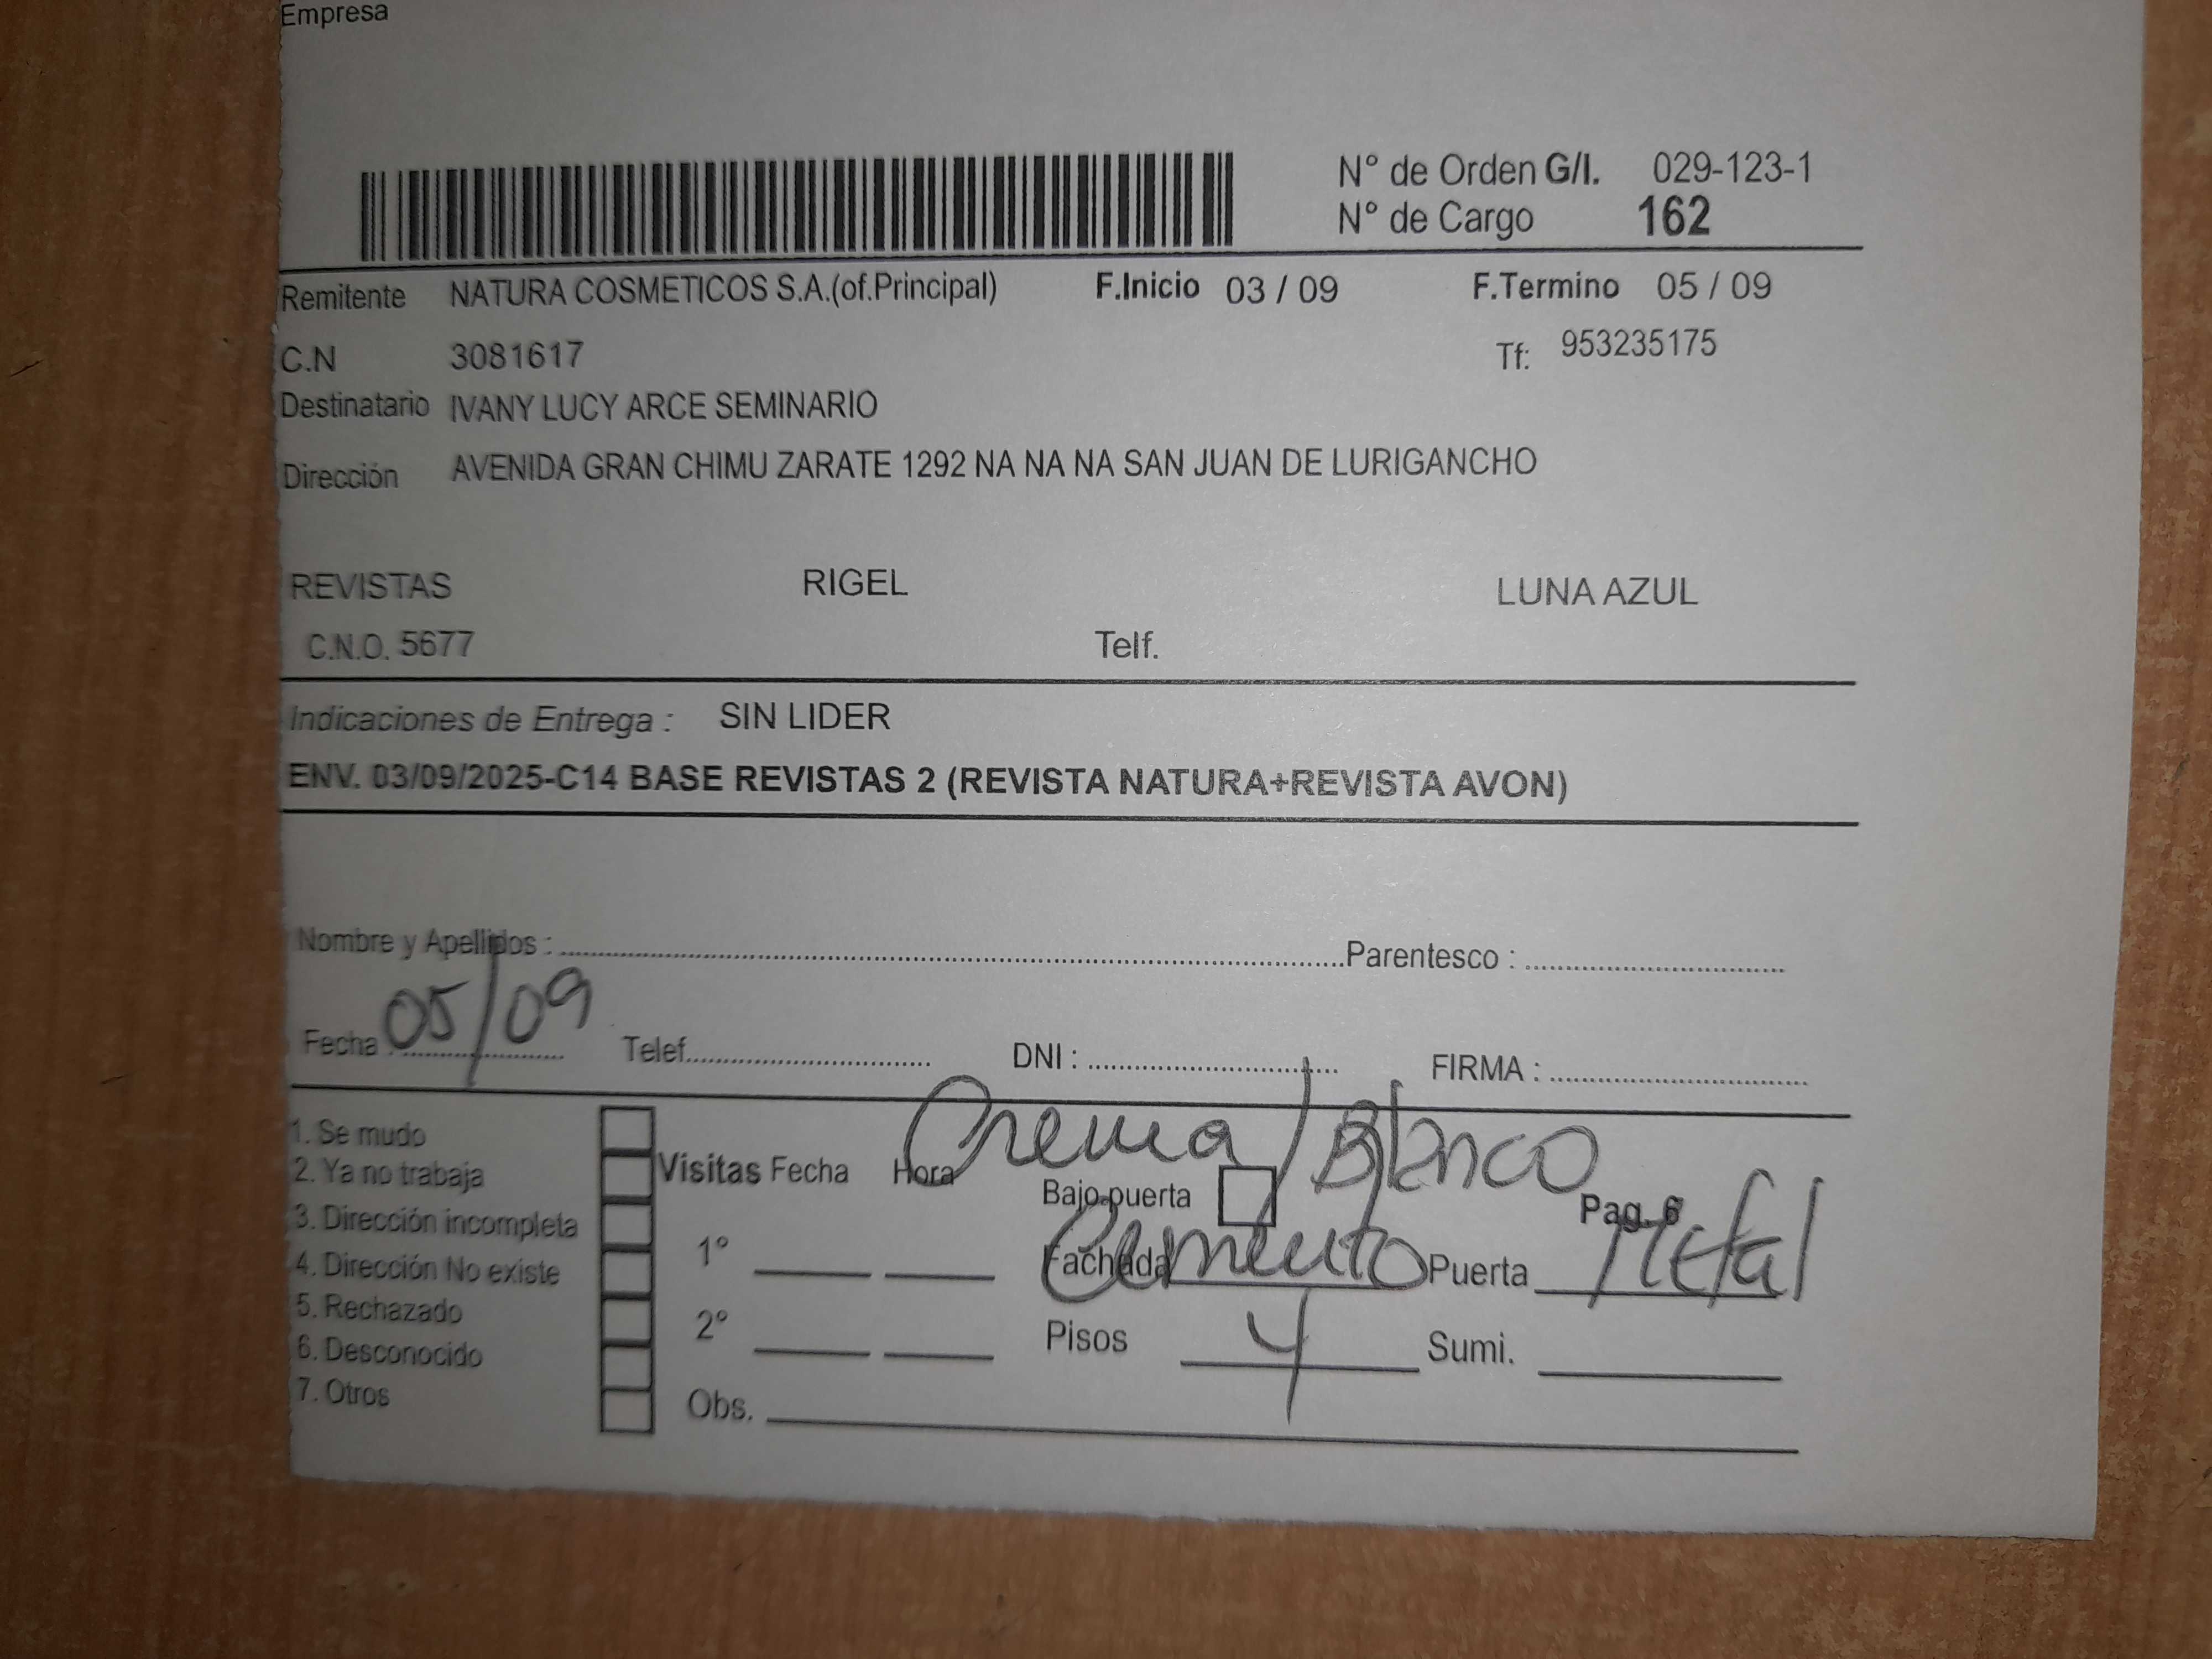 Empresa
N° de Orden G/I. 029-123-1
N° de Cargo 162
Remitente NATURA COSMETICOS S.A.(of.Principal) F.Inicio 03 / 09 F.Termino 05 / 09
C.N 3081617 Tf: 953235175
Destinatario IVANY LUCY ARCE SEMINARIO
Dirección AVENIDA GRAN CHIMU ZARATE 1292 NA NA NA SAN JUAN DE LURIGANCHO
REVISTAS RIGEL LUNA AZUL
C.N.O. 5677 Telf.
Indicaciones de Entrega : SIN LIDER
ENV. 03/09/2025-C14 BASE REVISTAS 2 (REVISTA NATURA+REVISTA AVON)
Nombre y Apellidos : Parentesco :
Fecha : 05/09 Telef. DNI : FIRMA :
Crema / Blanco
1. Se mudo
2. Ya no trabaja Visitas Fecha Hora Bajo puerta Pag. 6
3. Dirección incompleta
4. Dirección No existe 1° Fachada Cemento Puerta Metal
5. Rechazado
6. Desconocido 2° Pisos 4 Sumi.
7. Otros Obs.